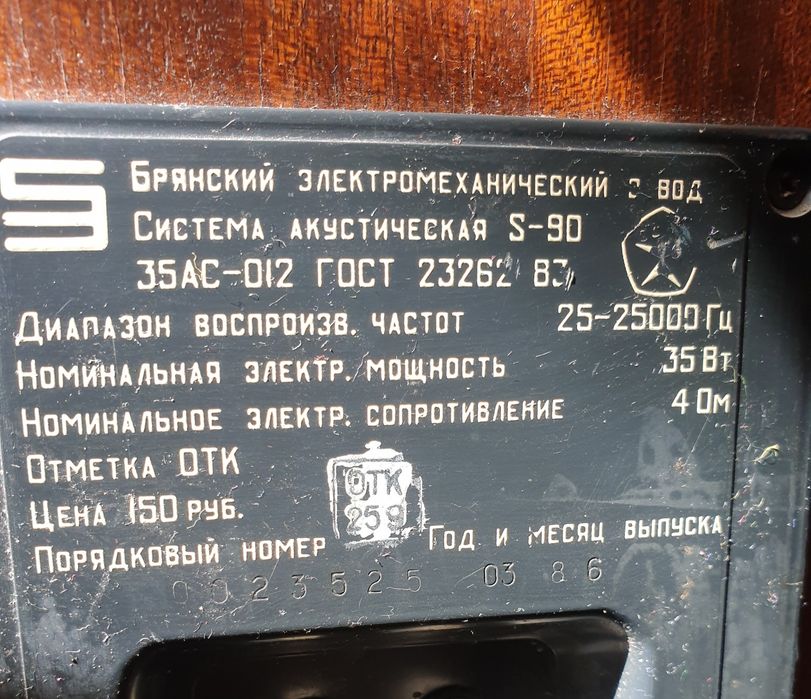 Брянский электромеханический з вод
Система акустическая S-90
35АС-012 ГОСТ 23262 83
Диапазон воспроизв. частот 25-25000 Гц
Номинальная электр. мощность 35 Вт
Номинальное электр. сопротивление 4 Ом
Отметка ОТК
ОТК
259
Цена 150 руб.
Порядковый номер Год и месяц выпуска
0023525 03 86